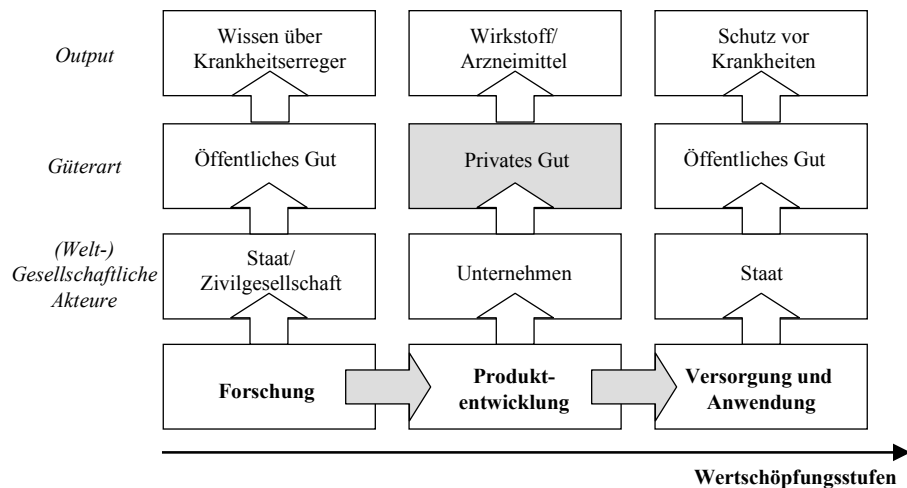 Output
Wissen über
Krankheitserreger
Wirkstoff/
Arzneimittel
Schutz vor
Krankheiten
Güterart
Öffentliches Gut
Privates Gut
Öffentliches Gut
(Welt-)
Gesellschaftliche
Akteure
Staat/
Zivilgesellschaft
Unternehmen
Staat
Forschung
Produkt-
entwicklung
Versorgung und
Anwendung
Wertschöpfungsstufen